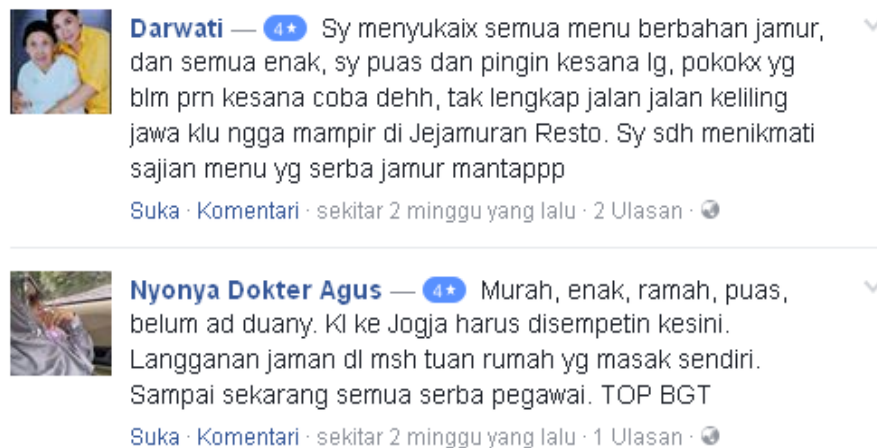 Darwati — 4★ Sy menyukaix semua menu berbahan jamur,
dan semua enak, sy puas dan pingin kesana lg, pokokx yg
blm prn kesana coba dehh, tak lengkap jalan jalan keliling
jawa klu ngga mampir di Jejamuran Resto. Sy sdh menikmati
sajian menu yg serba jamur mantappp
Suka · Komentari · sekitar 2 minggu yang lalu · 2 Ulasan ·
Nyonya Dokter Agus — 4★ Murah, enak, ramah, puas,
belum ad duany. Kl ke Jogja harus disempetin kesini.
Langganan jaman dl msh tuan rumah yg masak sendiri.
Sampai sekarang semua serba pegawai. TOP BGT
Suka · Komentari · sekitar 2 minggu yang lalu · 1 Ulasan ·